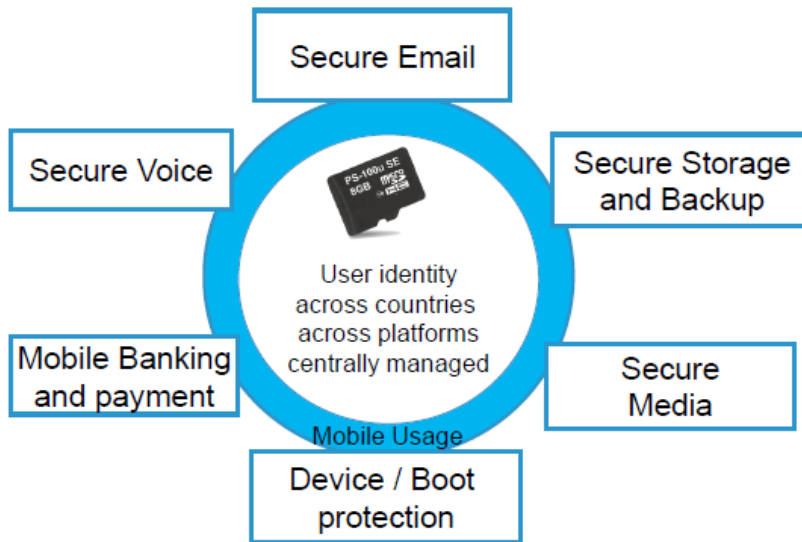 Secure Email
Secure Voice
Secure Storage
and Backup
PS-100u SE
8GB
micro
User identity
across countries
across platforms
centrally managed
Mobile Banking
and payment
Secure
Media
Mobile Usage
Device / Boot
protection